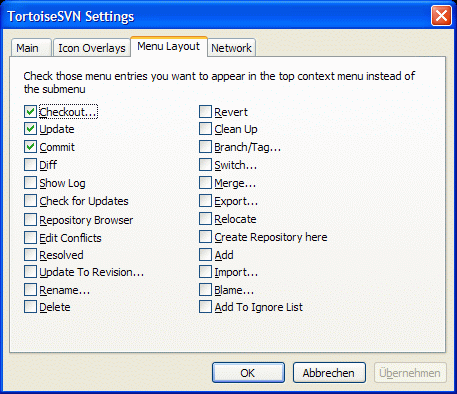 TortoiseSVN Settings
Main
Icon Overlays
Menu Layout
Network
Check those menu entries you want to appear in the top context menu instead of
the submenu
Checkout...
Update
Commit
Diff
Show Log
Check for Updates
Repository Browser
Edit Conflicts
Resolved
Update To Revision...
Rename...
Delete
Revert
Clean Up
Branch/Tag...
Switch...
Merge...
Export...
Relocate
Create Repository here
Add
Import...
Blame...
Add To Ignore List
OK
Abbrechen
Übernehmen